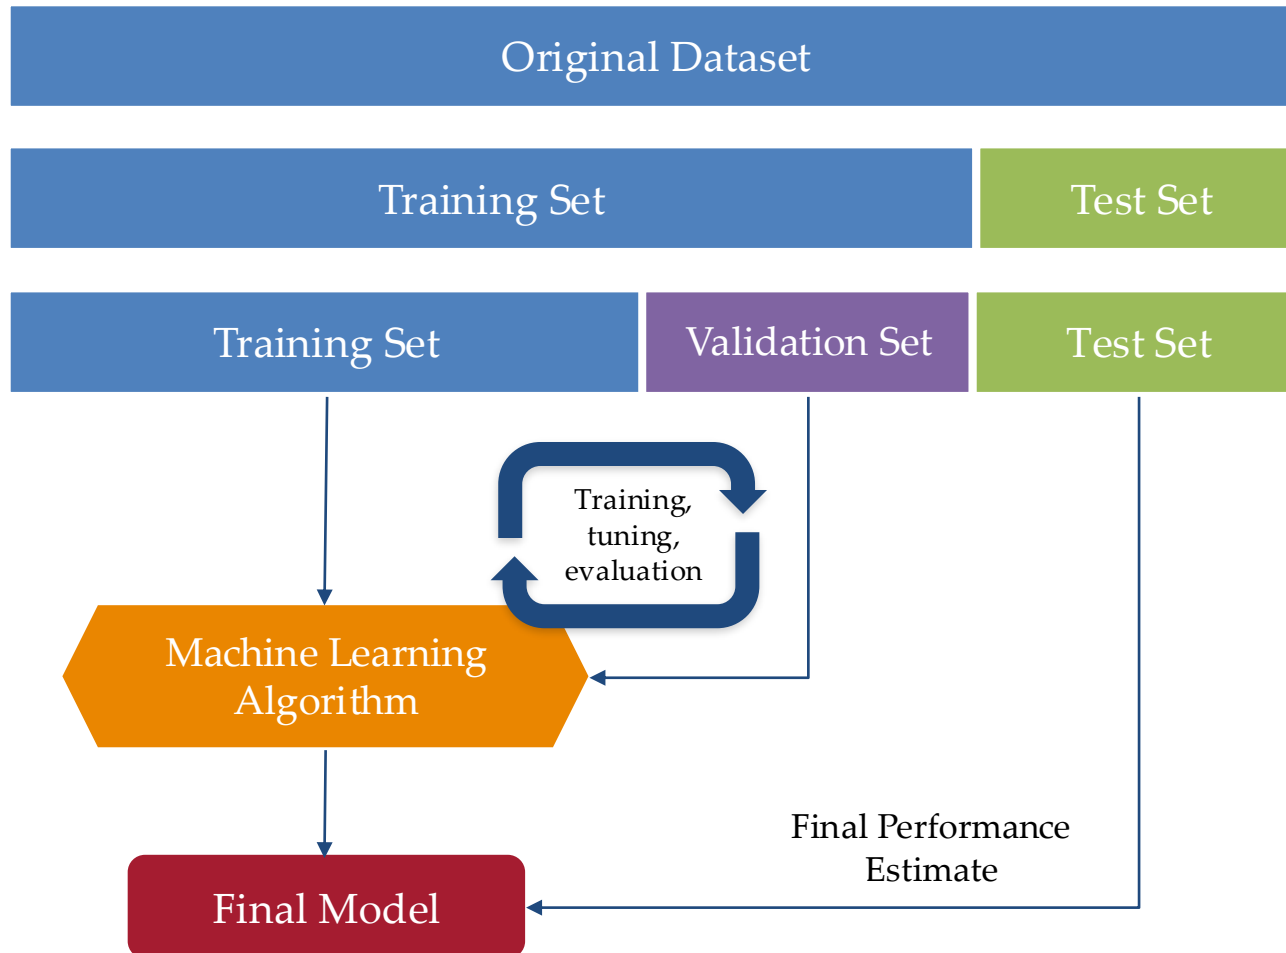 Original Dataset
Training Set
Test Set
Training Set
Validation Set
Test Set
Training,
tuning,
evaluation
Machine Learning
Algorithm
Final Performance
Estimate
Final Model